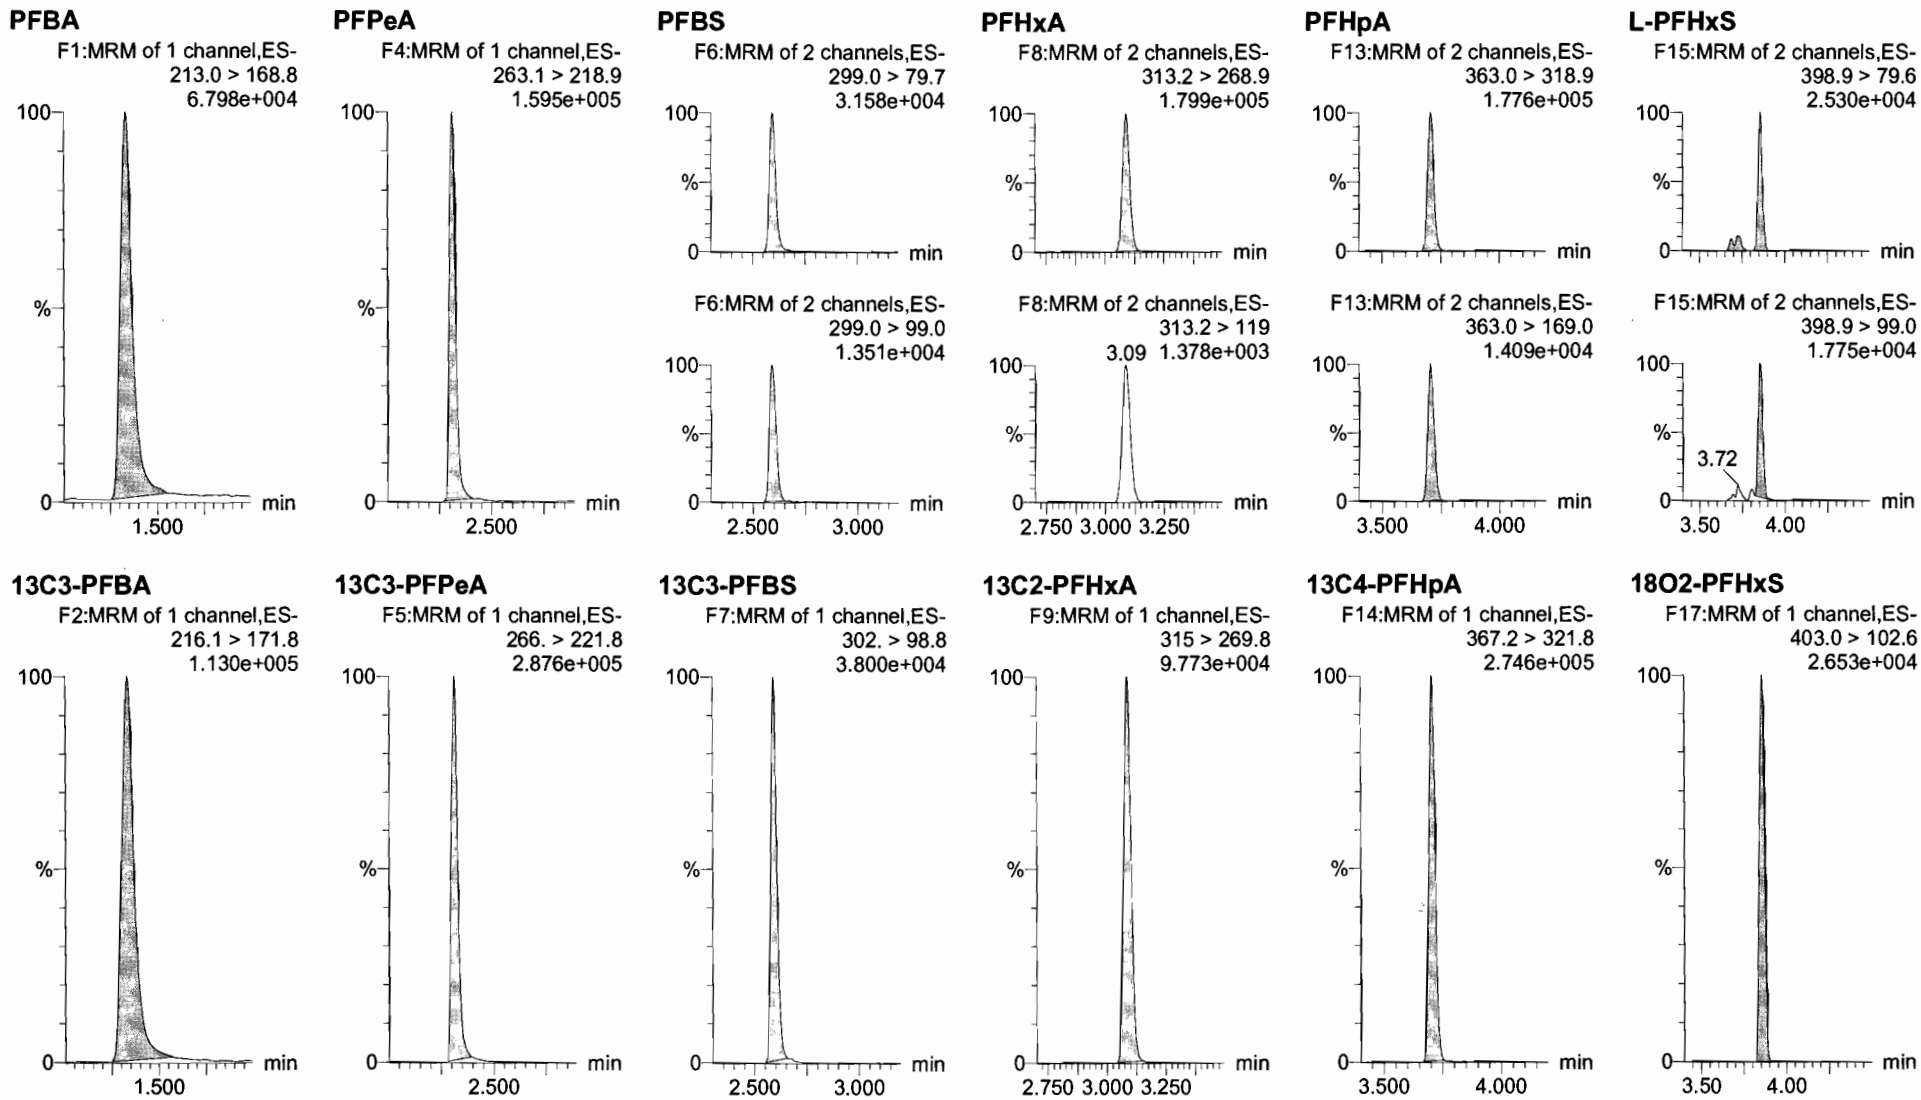 PFBA
F1:MRM of 1 channel,ES-
213.0 > 168.8
6.798e+004
100
%
0
min
1.500
PFPeA
F4:MRM of 1 channel,ES-
263.1 > 218.9
1.595e+005
100
%
0
min
2.500
PFBS
F6:MRM of 2 channels,ES-
299.0 > 79.7
3.158e+004
100
%
0
min
F6:MRM of 2 channels,ES-
299.0 > 99.0
1.351e+004
100
%
0
min
2.500 3.000
PFHxA
F8:MRM of 2 channels,ES-
313.2 > 268.9
1.799e+005
100
%
0
min
F8:MRM of 2 channels,ES-
313.2 > 119
3.09 1.378e+003
100
%
0
min
2.750 3.000 3.250
PFHpA
F13:MRM of 2 channels,ES-
363.0 > 318.9
1.776e+005
100
%
0
min
F13:MRM of 2 channels,ES-
363.0 > 169.0
1.409e+004
100
%
0
min
3.500 4.000
L-PFHxS
F15:MRM of 2 channels,ES-
398.9 > 79.6
2.530e+004
100
%
0
min
F15:MRM of 2 channels,ES-
398.9 > 99.0
1.775e+004
100
%
3.72
0
min
3.50 4.00
13C3-PFBA
F2:MRM of 1 channel,ES-
216.1 > 171.8
1.130e+005
100
%
0
min
1.500
13C3-PFPeA
F5:MRM of 1 channel,ES-
266. > 221.8
2.876e+005
100
%
0
min
2.500
13C3-PFBS
F7:MRM of 1 channel,ES-
302. > 98.8
3.800e+004
100
%
0
min
2.500 3.000
13C2-PFHxA
F9:MRM of 1 channel,ES-
315 > 269.8
9.773e+004
100
%
0
min
2.750 3.000 3.250
13C4-PFHpA
F14:MRM of 1 channel,ES-
367.2 > 321.8
2.746e+005
100
%
0
min
3.500 4.000
18O2-PFHxS
F17:MRM of 1 channel,ES-
403.0 > 102.6
2.653e+004
100
%
0
min
3.50 4.00